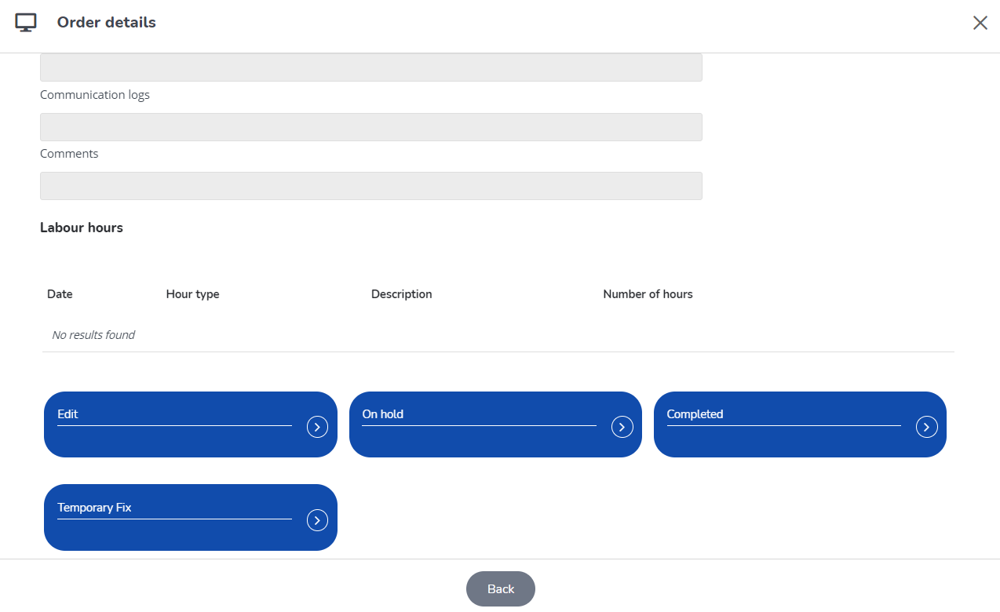 Order details
Communication logs
Comments
Labour hours
Date Hour type Description Number of hours
No results found
Edit
On hold
Completed
Temporary Fix
Back